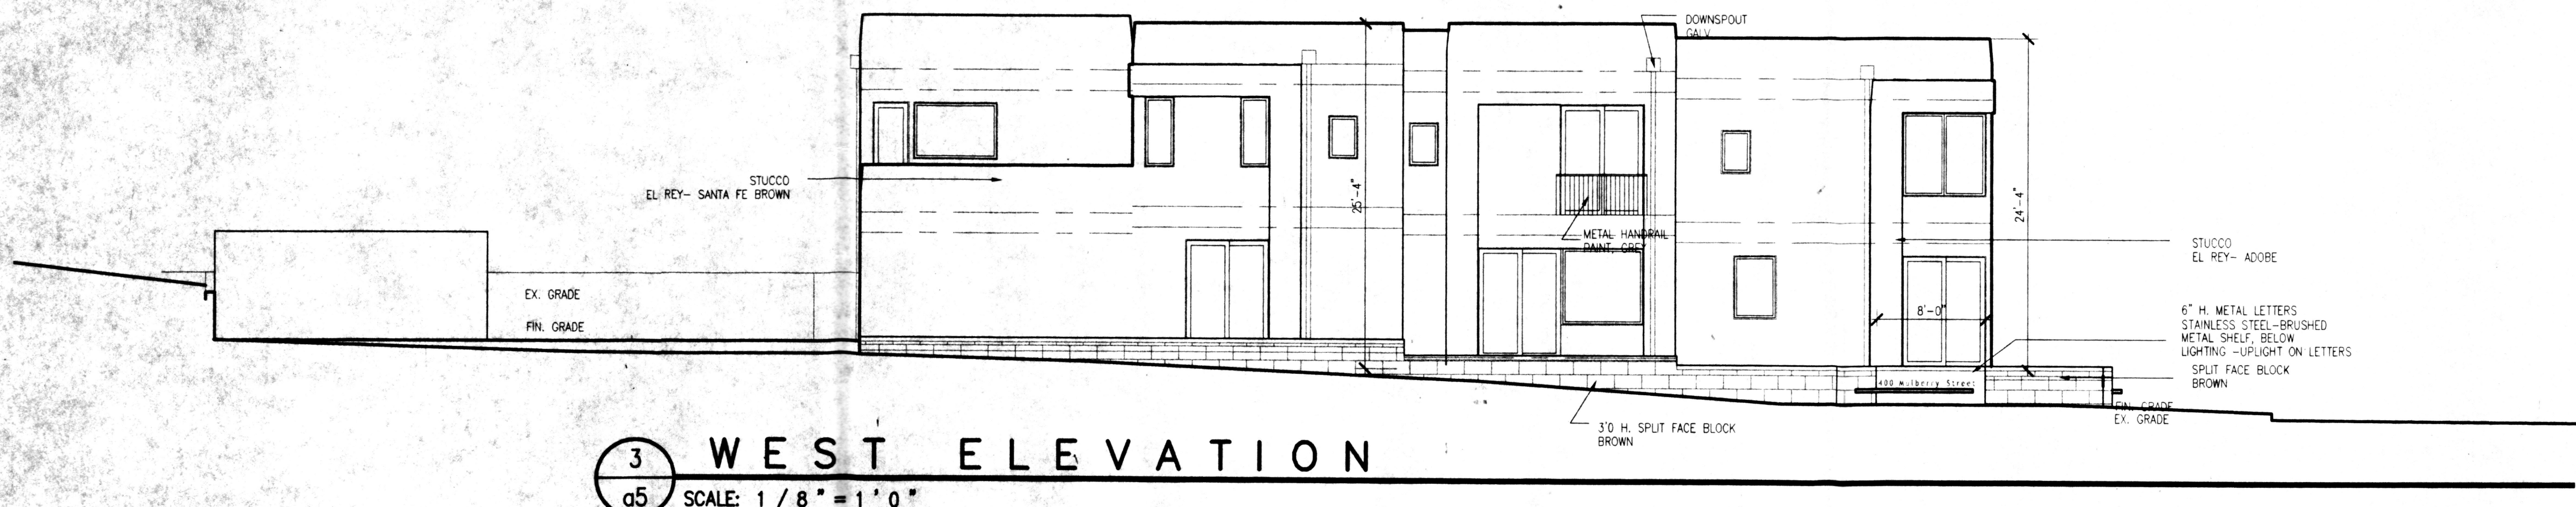 DOWNSPOUT
GALV
STUCCO
EL REY- SANTA FE BROWN
25'-4"
24'-4"
METAL HANDRAIL
PAINT, GREY
STUCCO
EL REY- ADOBE
EX. GRADE
FIN. GRADE
8'-0"
6" H. METAL LETTERS
STAINLESS STEEL-BRUSHED
METAL SHELF, BELOW
LIGHTING -UPLIGHT ON LETTERS
SPLIT FACE BLOCK
BROWN
400 Mulberry Street
FIN. GRADE
EX. GRADE
3'0 H. SPLIT FACE BLOCK
BROWN
3
a5
WEST ELEVATION
SCALE: 1/8"=1'0"